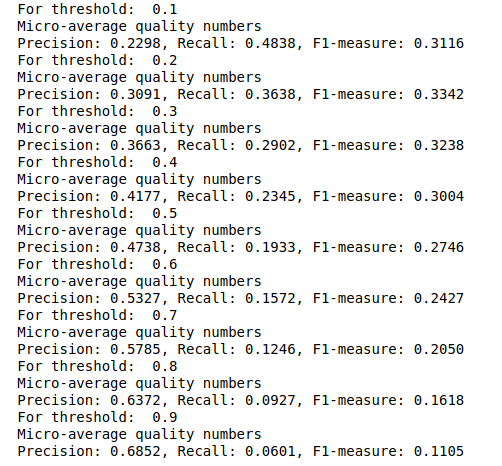 For threshold:  0.1
Micro-average quality numbers
Precision: 0.2298, Recall: 0.4838, F1-measure: 0.3116
For threshold:  0.2
Micro-average quality numbers
Precision: 0.3091, Recall: 0.3638, F1-measure: 0.3342
For threshold:  0.3
Micro-average quality numbers
Precision: 0.3663, Recall: 0.2902, F1-measure: 0.3238
For threshold:  0.4
Micro-average quality numbers
Precision: 0.4177, Recall: 0.2345, F1-measure: 0.3004
For threshold:  0.5
Micro-average quality numbers
Precision: 0.4738, Recall: 0.1933, F1-measure: 0.2746
For threshold:  0.6
Micro-average quality numbers
Precision: 0.5327, Recall: 0.1572, F1-measure: 0.2427
For threshold:  0.7
Micro-average quality numbers
Precision: 0.5785, Recall: 0.1246, F1-measure: 0.2050
For threshold:  0.8
Micro-average quality numbers
Precision: 0.6372, Recall: 0.0927, F1-measure: 0.1618
For threshold:  0.9
Micro-average quality numbers
Precision: 0.6852, Recall: 0.0601, F1-measure: 0.1105